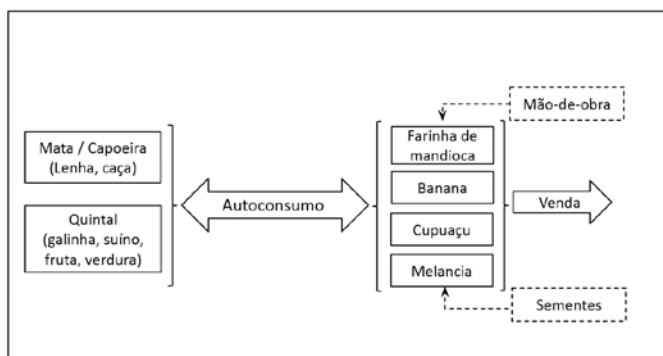 Mão-de-obra
Mata / Capoeira
(Lenha, caça)
Quintal
(galinha, suíno,
fruta, verdura)
Autoconsumo
Farinha de
mandioca
Banana
Cupuaçu
Melancia
Venda
Sementes